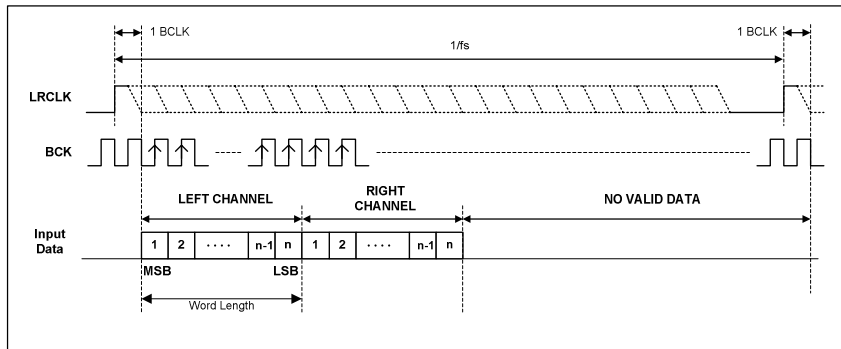 1 BCLK
1 BCLK
1/fs
LRCLK
BCK
LEFT CHANNEL
RIGHT
CHANNEL
NO VALID DATA
Input
Data
1 2 · · · · n-1 n 1 2 · · · · n-1 n
MSB LSB
Word Length